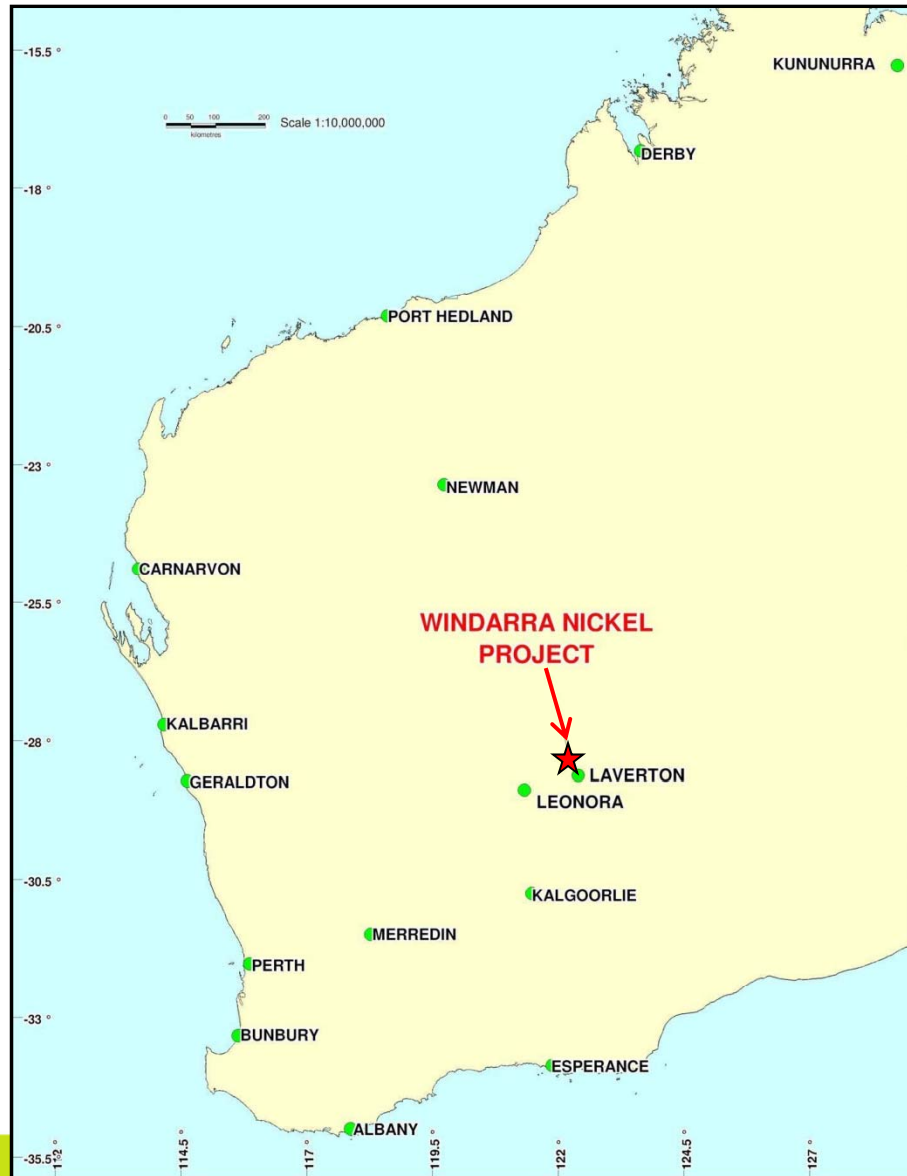 -15.5 °
KUNUNURRA
0 50 100 200
kilometres
Scale 1:10,000,000
DERBY
-18 °
PORT HEDLAND
-20.5 °
-23 °
NEWMAN
CARNARVON
-25.5 °
WINDARRA NICKEL
PROJECT
KALBARRI
-28 °
GERALDTON
LAVERTON
LEONORA
-30.5 °
KALGOORLIE
MERREDIN
PERTH
-33 °
BUNBURY
ESPERANCE
ALBANY
-35.5 °
112 °
114.5 °
117 °
119.5 °
122 °
124.5 °
127 °